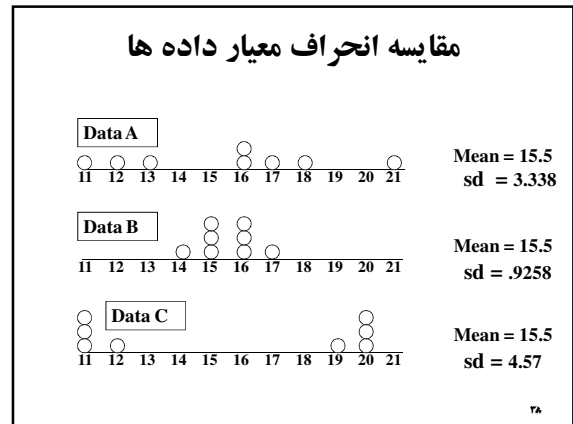 مقایسه انحراف معیار داده ها
Data A
11 12 13 14 15 16 17 18 19 20 21
Mean = 15.5
sd = 3.338
Data B
11 12 13 14 15 16 17 18 19 20 21
Mean = 15.5
sd = .9258
Data C
11 12 13 14 15 16 17 18 19 20 21
Mean = 15.5
sd = 4.57
۳۸